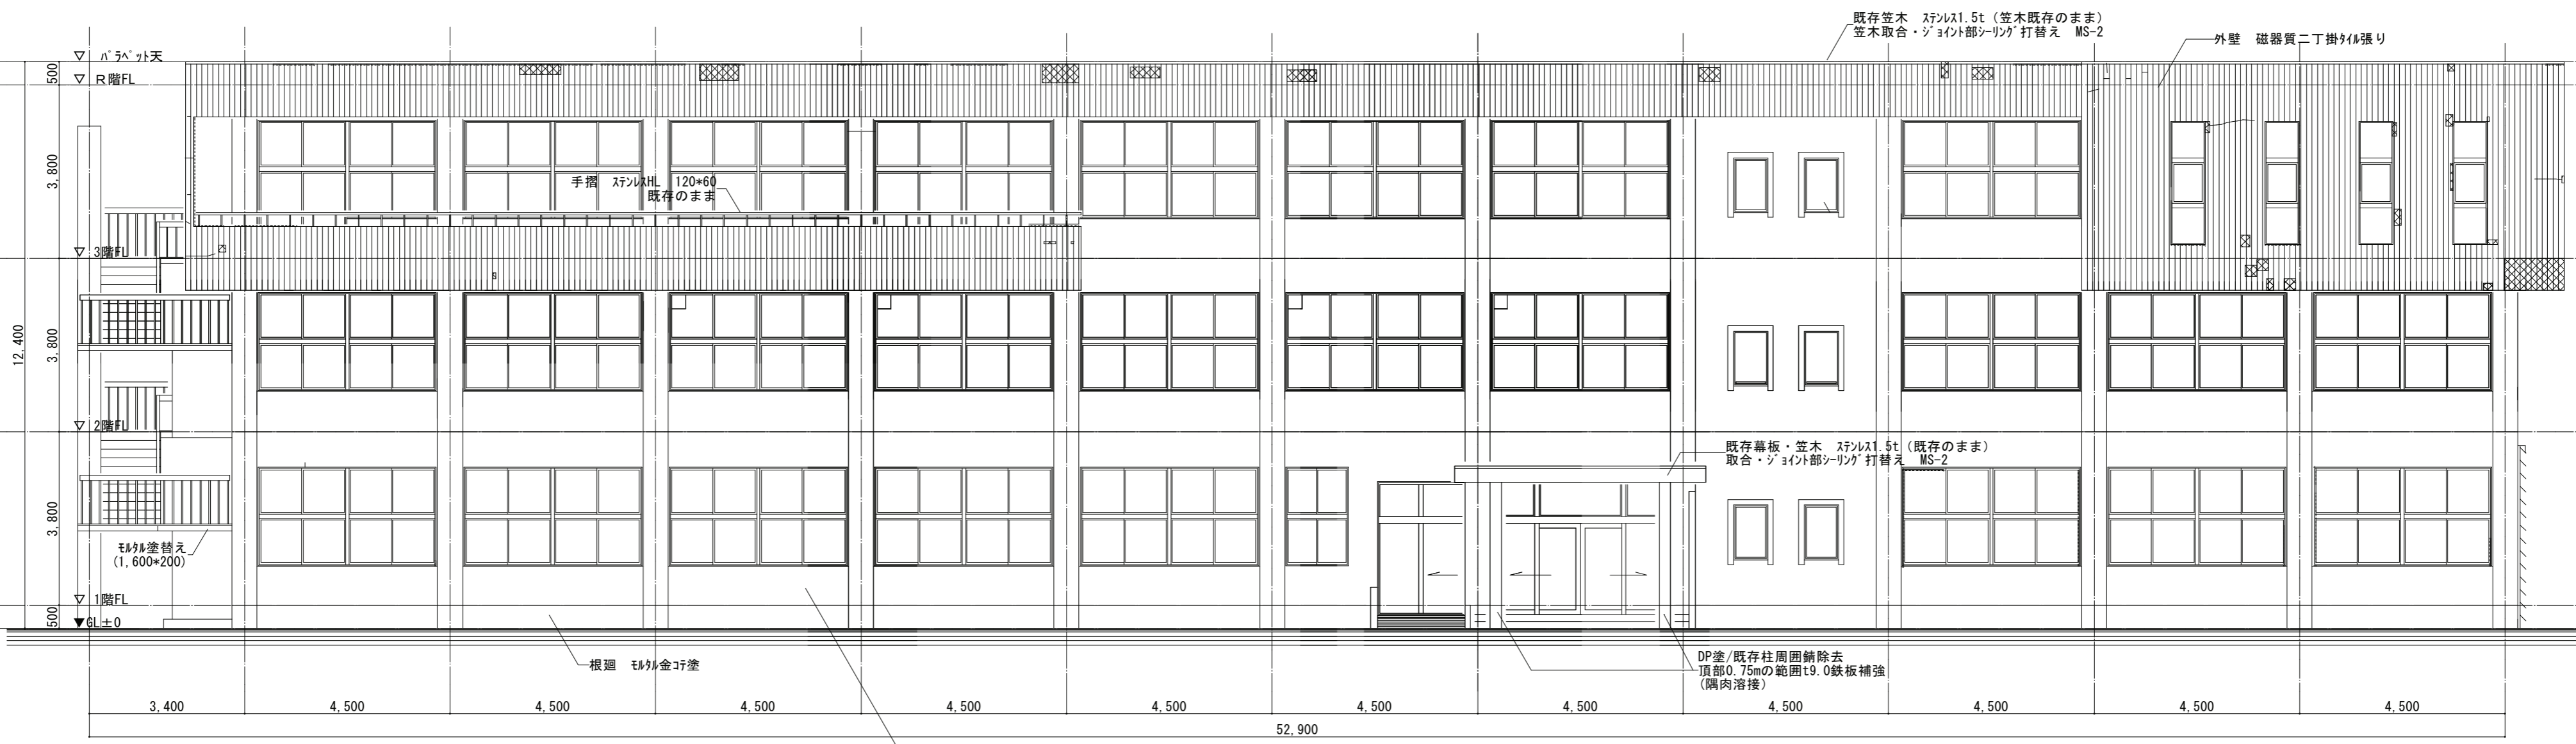 既存笠木 ステンレス1.5t（笠木既存のまま）
笠木取合・ジョイント部シーリング打替え MS-2
外壁 磁器質二丁掛タイル張り
▽ パラペット天
▽ R階FL
500
3,800
手摺 ステンレスHL 120*60
既存のまま
▽ 3階FL
12,400
3,800
▽ 2階FL
既存幕板・笠木 ステンレス1.5t（既存のまま）
取合・ジョイント部シーリング打替え MS-2
3,800
モルタル塗替え
(1,600*200)
▽ 1階FL
500
▼GL±0
根廻 モルタル金コテ塗
DP塗/既存柱周囲錆除去
頂部0.75mの範囲t9.0鉄板補強
(隅肉溶接)
3,400 4,500 4,500 4,500 4,500 4,500 4,500 4,500 4,500 4,500 4,500 4,500
52,900